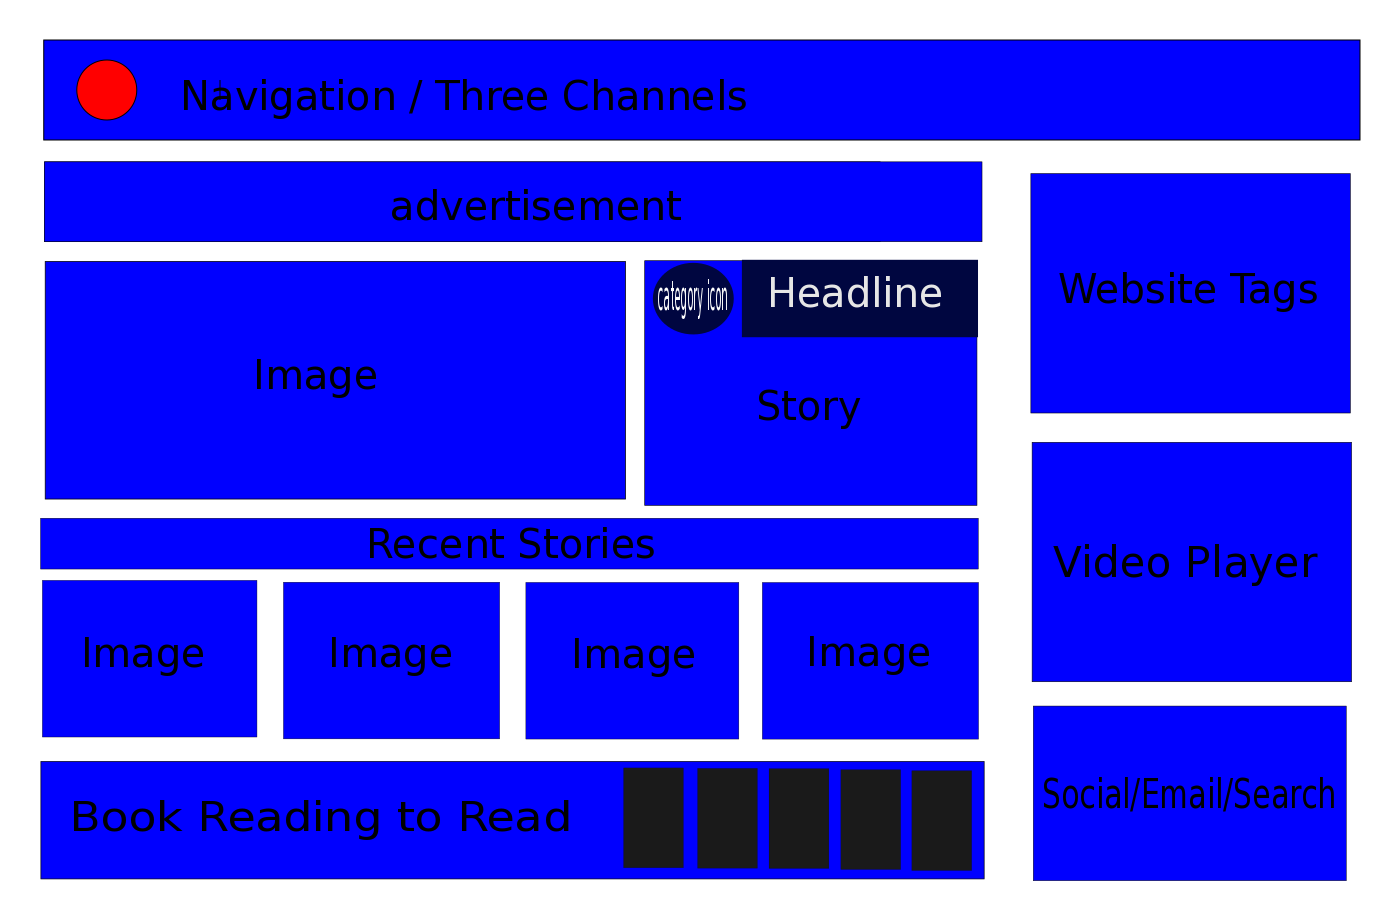 Navigation / Three Channels
advertisement
Image
category icon
Headline
Story
Website Tags
Recent Stories
Image
Image
Image
Image
Video Player
Book Reading to Read
Social/Email/Search